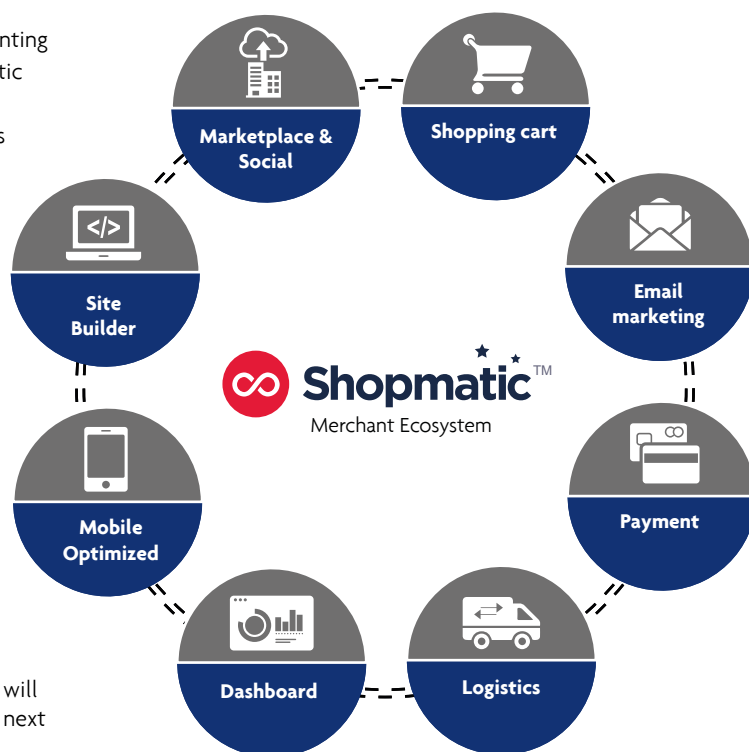 nting
tic
s
Marketplace &
Social
Shopping cart
</>
Site
Builder
Email
marketing
Shopmatic™
Merchant Ecosystem
Mobile
Optimized
Payment
Dashboard
Logistics
will
next